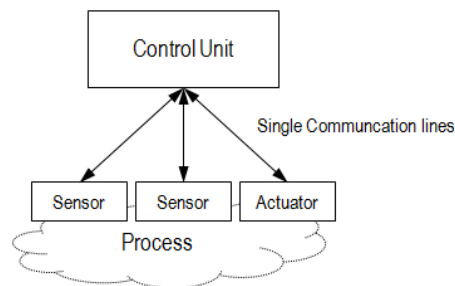 Control Unit
Single Communcation lines
Sensor
Sensor
Actuator
Process